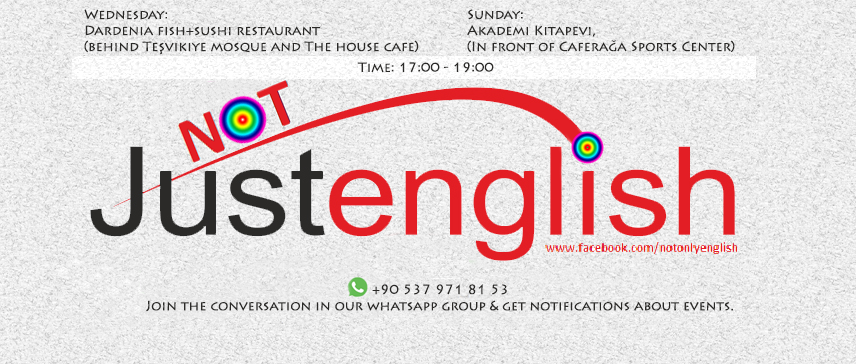 Wednesday:
Dardenia fish+sushi restaurant
(behind Teşvikiye mosque and The house cafe)
Sunday:
Akademi Kitapevi,
(In front of Caferağa Sports Center)
Time: 17:00 - 19:00
NOT
Justenglish
www.facebook.com/notonlyenglish
+90 537 971 81 53
Join the conversation in our whatsapp group & get notifications about events.